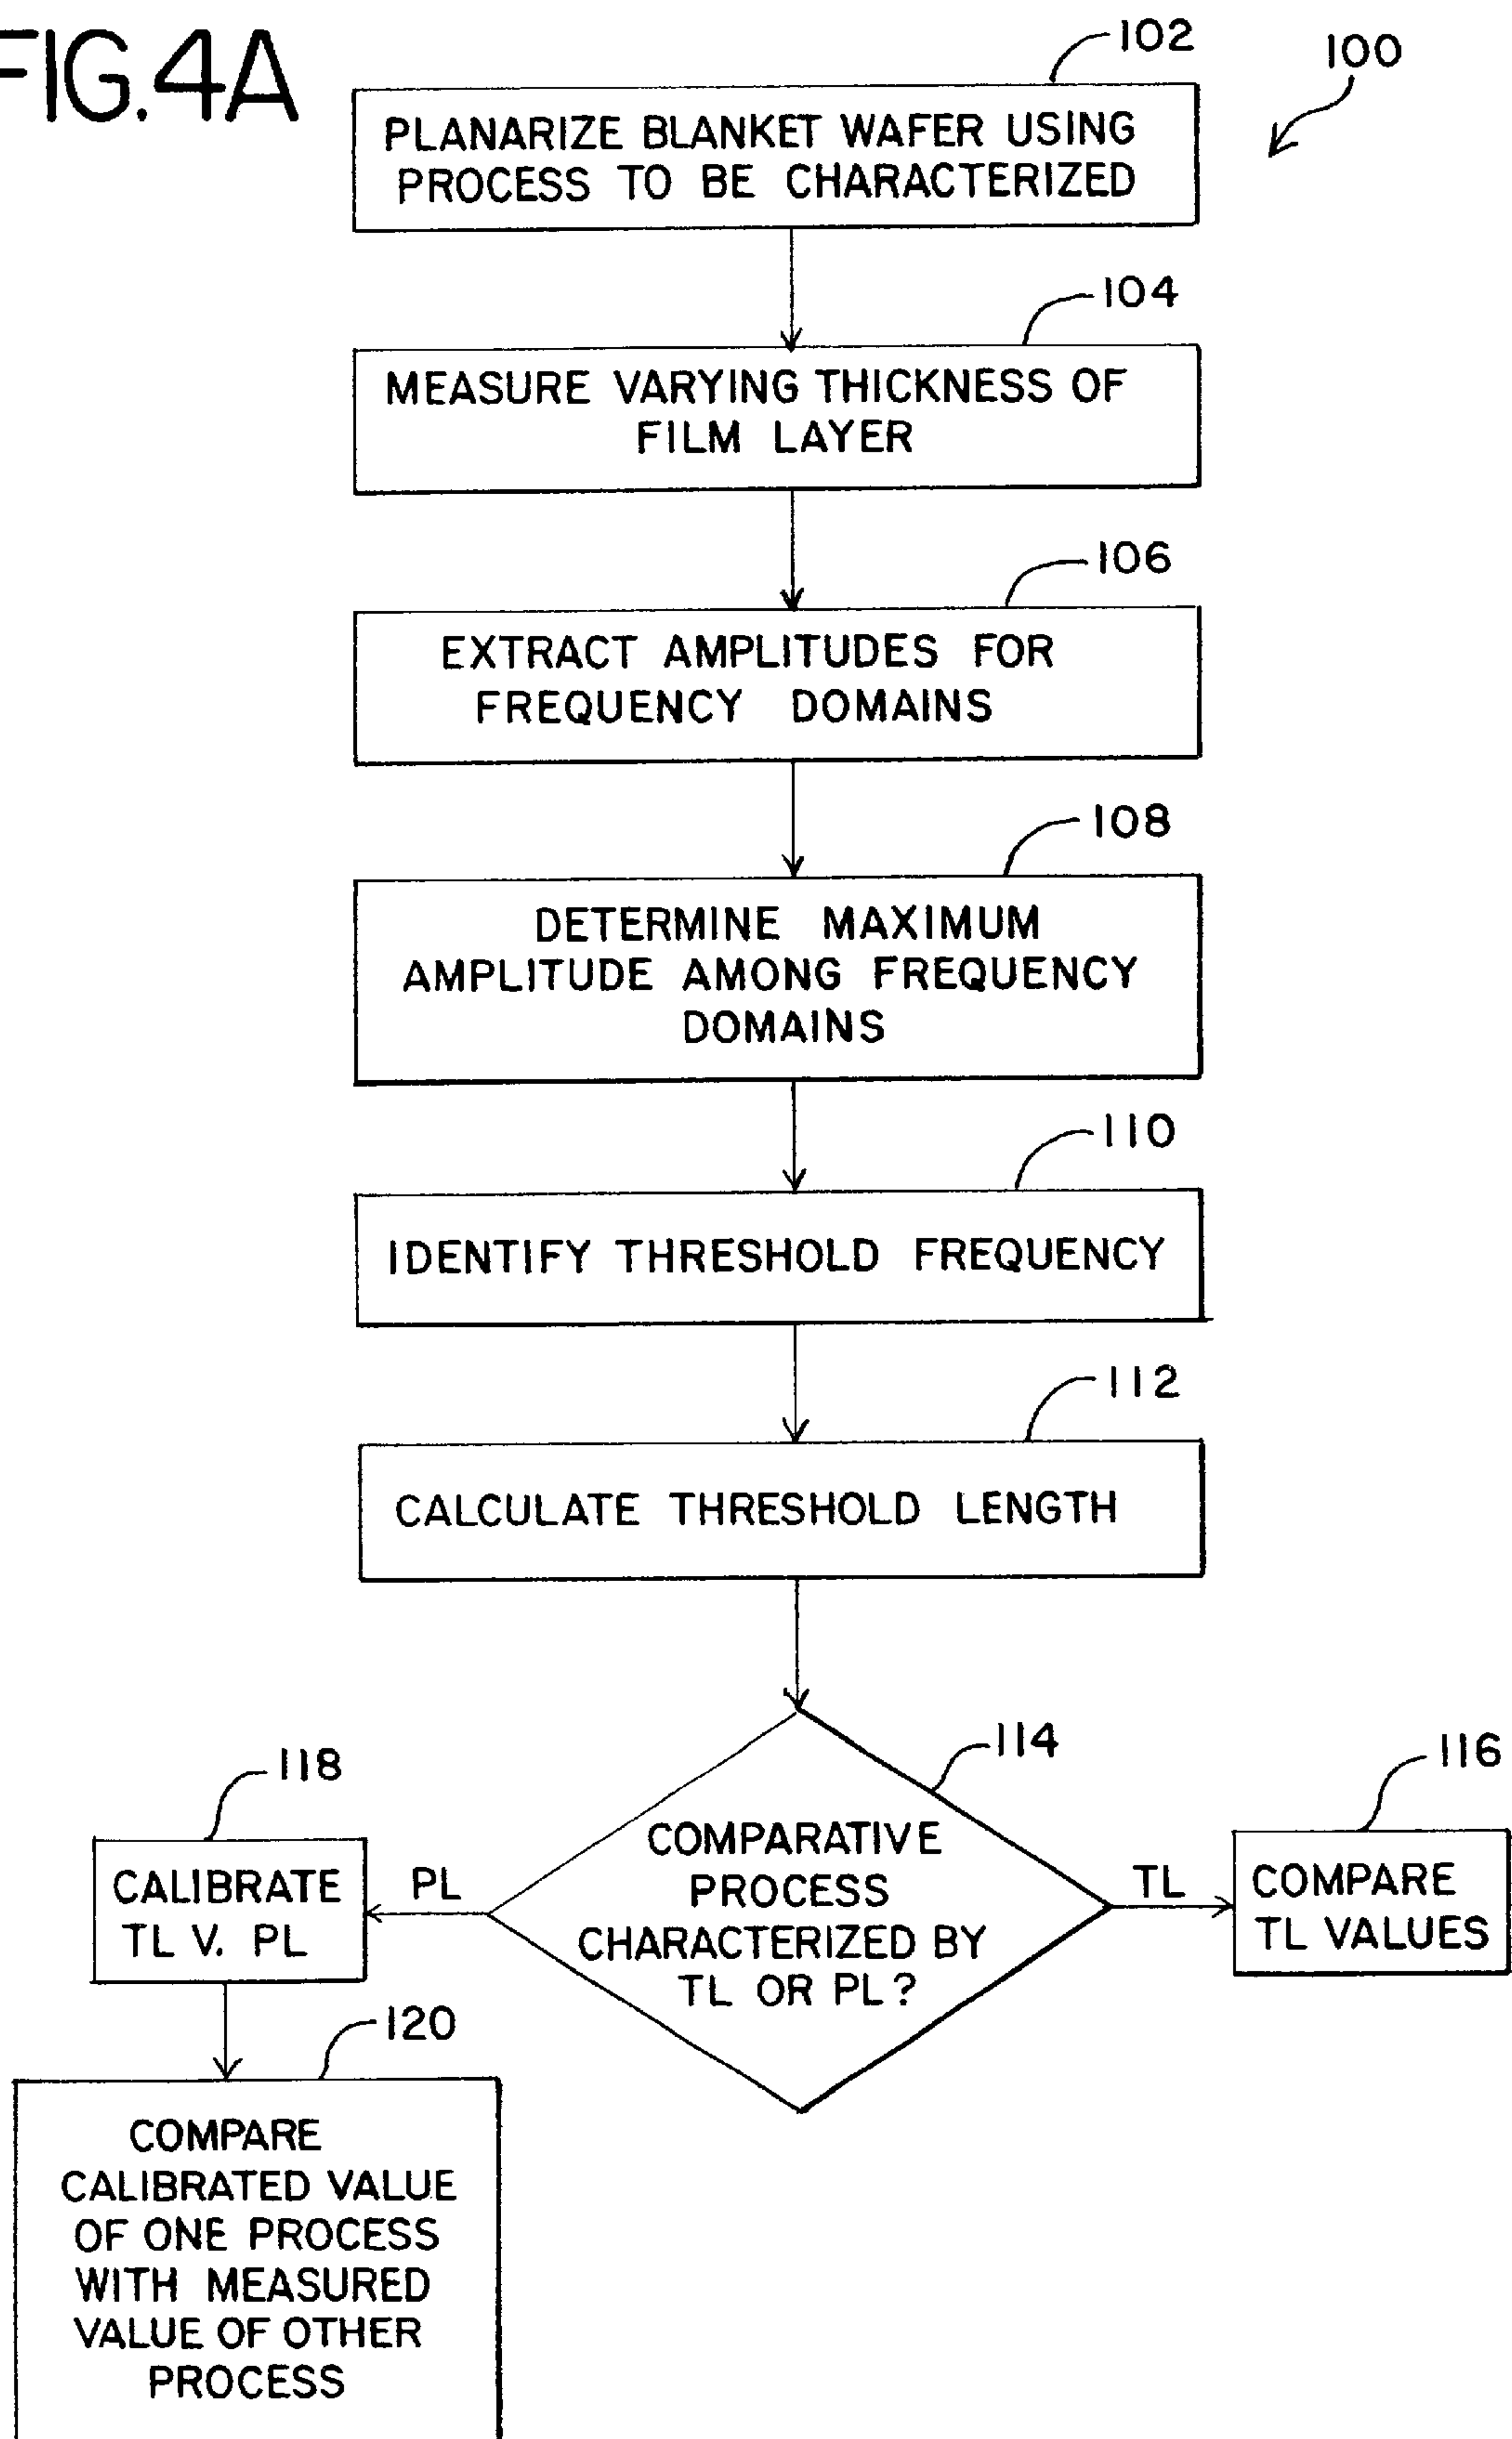 FIG.4A
102
100
PLANARIZE BLANKET WAFER USING
PROCESS TO BE CHARACTERIZED
104
MEASURE VARYING THICKNESS OF
FILM LAYER
106
EXTRACT AMPLITUDES FOR
FREQUENCY DOMAINS
108
DETERMINE MAXIMUM
AMPLITUDE AMONG FREQUENCY
DOMAINS
110
IDENTIFY THRESHOLD FREQUENCY
112
CALCULATE THRESHOLD LENGTH
114
COMPARATIVE
PROCESS
CHARACTERIZED BY
TL OR PL?
TL
116
COMPARE
TL VALUES
PL
118
CALIBRATE
TL V. PL
120
COMPARE
CALIBRATED VALUE
OF ONE PROCESS
WITH MEASURED
VALUE OF OTHER
PROCESS